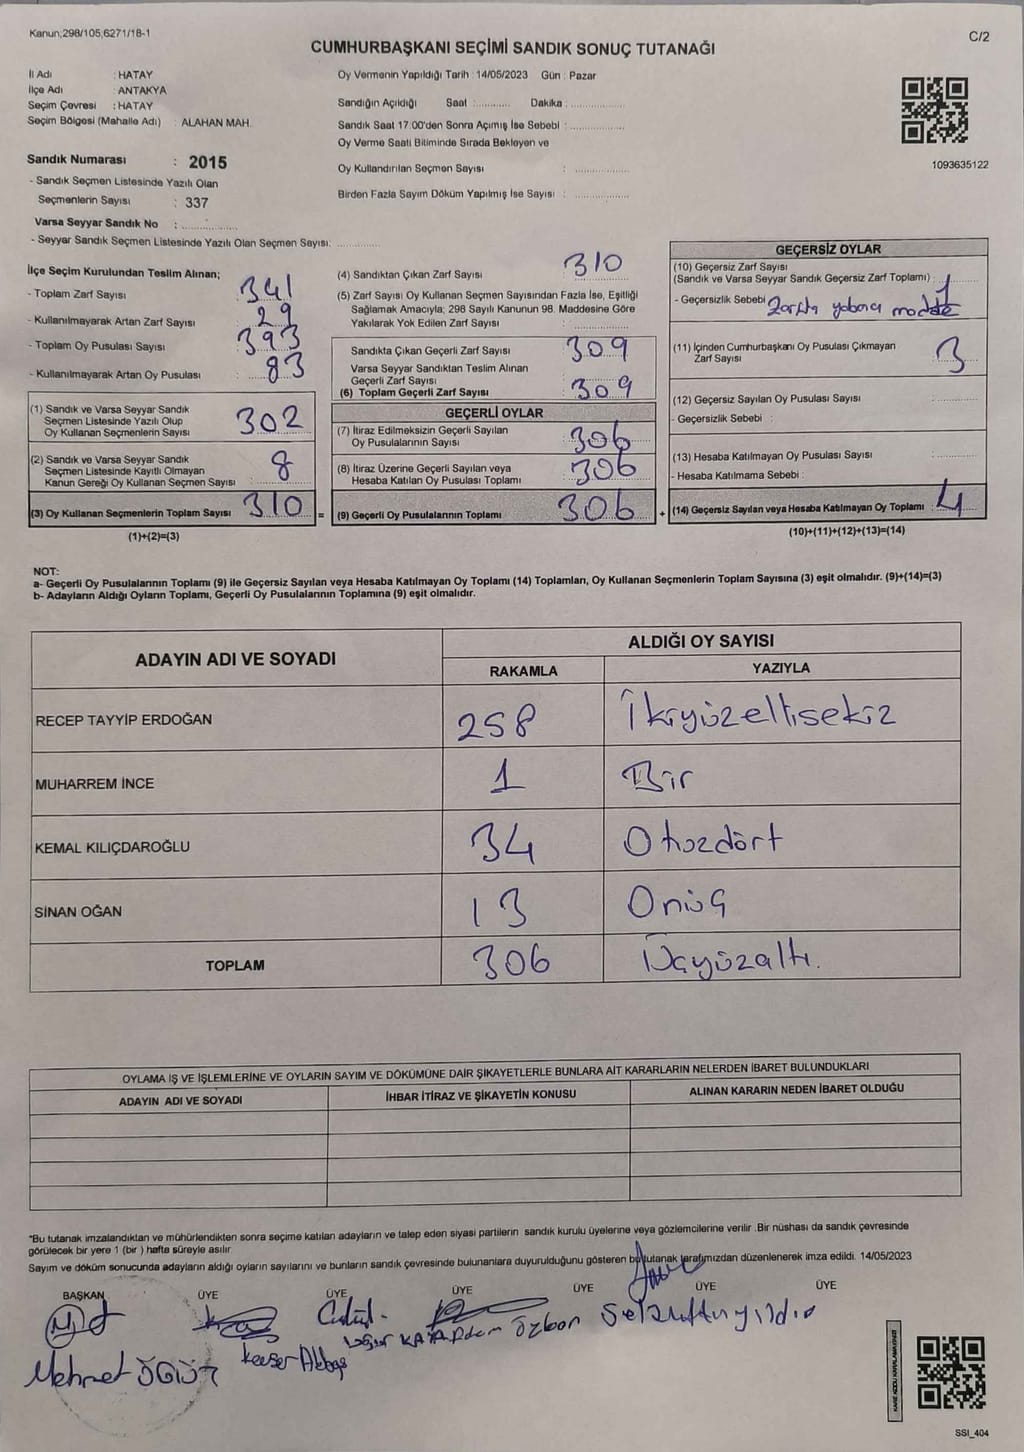 Kanun;298/105,6271/18-1
C/2
CUMHURBAŞKANI SEÇİMİ SANDIK SONUÇ TUTANAĞI
İl Adı : HATAY
İlçe Adı : ANTAKYA
Seçim Çevresi : HATAY
Seçim Bölgesi (Mahalle Adı) : ALAHAN MAH.
Sandık Numarası : 2015
- Sandık Seçmen Listesinde Yazılı Olan
Seçmenlerin Sayısı : 337
Varsa Seyyar Sandık No : ..............
- Seyyar Sandık Seçmen Listesinde Yazılı Olan Seçmen Sayısı: ............
Oy Vermenin Yapıldığı Tarih : 14/05/2023 Gün : Pazar
Sandığın Açıldığı Saat ........... Dakika : ..............
Sandık Saat 17:00'den Sonra Açımış İse Sebebi : ..............
Oy Verme Saati Bitiminde Sırada Bekleyen ve
Oy Kullandırılan Seçmen Sayısı : ..............
Birden Fazla Sayım Döküm Yapılmış İse Sayısı : ..............
1093635122
İlçe Seçim Kurulundan Teslim Alınan;
- Toplam Zarf Sayısı : 341
- Kullanılmayarak Artan Zarf Sayısı : 29
- Toplam Oy Pusulası Sayısı : 393
- Kullanılmayarak Artan Oy Pusulası : 83
(1) Sandık ve Varsa Seyyar Sandık
Seçmen Listesinde Yazılı Olup
Oy Kullanan Seçmenlerin Sayısı : 302
(2) Sandık ve Varsa Seyyar Sandık
Seçmen Listesinde Kayıtlı Olmayan
Kanun Gereği Oy Kullanan Seçmen Sayısı : 8
(3) Oy Kullanan Seçmenlerin Toplam Sayısı : 310 =
(1)+(2)=(3)
(4) Sandıktan Çıkan Zarf Sayısı : 310
(5) Zarf Sayısı Oy Kullanan Seçmen Sayısından Fazla İse, Eşitliği
Sağlamak Amacıyla; 298 Sayılı Kanunun 98. Maddesine Göre
Yakılarak Yok Edilen Zarf Sayısı : ..............
Sandıkta Çıkan Geçerli Zarf Sayısı : 309
Varsa Seyyar Sandıktan Teslim Alınan
Geçerli Zarf Sayısı
(6) Toplam Geçerli Zarf Sayısı : 309
GEÇERLİ OYLAR
(7) İtiraz Edilmeksizin Geçerli Sayılan
Oy Pusulalarının Sayısı : 306
(8) İtiraz Üzerine Geçerli Sayılan veya
Hesaba Katılan Oy Pusulası Toplamı : 306
(9) Geçerli Oy Pusulalarının Toplamı : 306 +
GEÇERSİZ OYLAR
(10) Geçersiz Zarf Sayısı
(Sandık ve Varsa Seyyar Sandık Geçersiz Zarf Toplamı) : 1
- Geçersizlik Sebebi : Zarfta yabancı madde
(11) İçinden Cumhurbaşkanı Oy Pusulası Çıkmayan
Zarf Sayısı : 3
(12) Geçersiz Sayılan Oy Pusulası Sayısı : ............
- Geçersizlik Sebebi :
(13) Hesaba Katılmayan Oy Pusulası Sayısı : ............
- Hesaba Katılmama Sebebi :
(14) Geçersiz Sayılan veya Hesaba Katılmayan Oy Toplamı : 4
(10)+(11)+(12)+(13)=(14)
NOT:
a- Geçerli Oy Pusulalarının Toplamı (9) ile Geçersiz Sayılan veya Hesaba Katılmayan Oy Toplamı (14) Toplamları, Oy Kullanan Seçmenlerin Toplam Sayısına (3) eşit olmalıdır. (9)+(14)=(3)
b- Adayların Aldığı Oyların Toplamı, Geçerli Oy Pusulalarının Toplamına (9) eşit olmalıdır.
ADAYIN ADI VE SOYADI
ALDIĞI OY SAYISI
RAKAMLA YAZIYLA
RECEP TAYYİP ERDOĞAN 258 İkiyüzellisekiz
MUHARREM İNCE 1 Bir
KEMAL KILIÇDAROĞLU 34 Otuzdört
SİNAN OĞAN 13 Onüç
TOPLAM 306 Üçyüzaltı.
OYLAMA İŞ VE İŞLEMLERİNE VE OYLARIN SAYIM VE DÖKÜMÜNE DAİR ŞİKAYETLERLE BUNLARA AİT KARARLARIN NELERDEN İBARET BULUNDUKLARI
ADAYIN ADI VE SOYADI İHBAR İTİRAZ VE ŞİKAYETİN KONUSU ALINAN KARARIN NEDEN İBARET OLDUĞU
*Bu tutanak imzalandıktan ve mühürlendikten sonra seçime katılan adayların ve talep eden siyasi partilerin sandık kurulu üyelerine veya gözlemcilerine verilir. Bir nüshası da sandık çevresinde
görülecek bir yere 1 (bir ) hafta süreyle asılır.
Sayım ve döküm sonucunda adayların aldığı oyların sayılarını ve bunların sandık çevresinde bulunanlara duyurulduğunu gösteren bu tutanak tarafımızdan düzenlenerek imza edildi. 14/05/2023
BAŞKAN ÜYE ÜYE ÜYE ÜYE ÜYE ÜYE
Mehmet ÖĞÜT
SSI_404